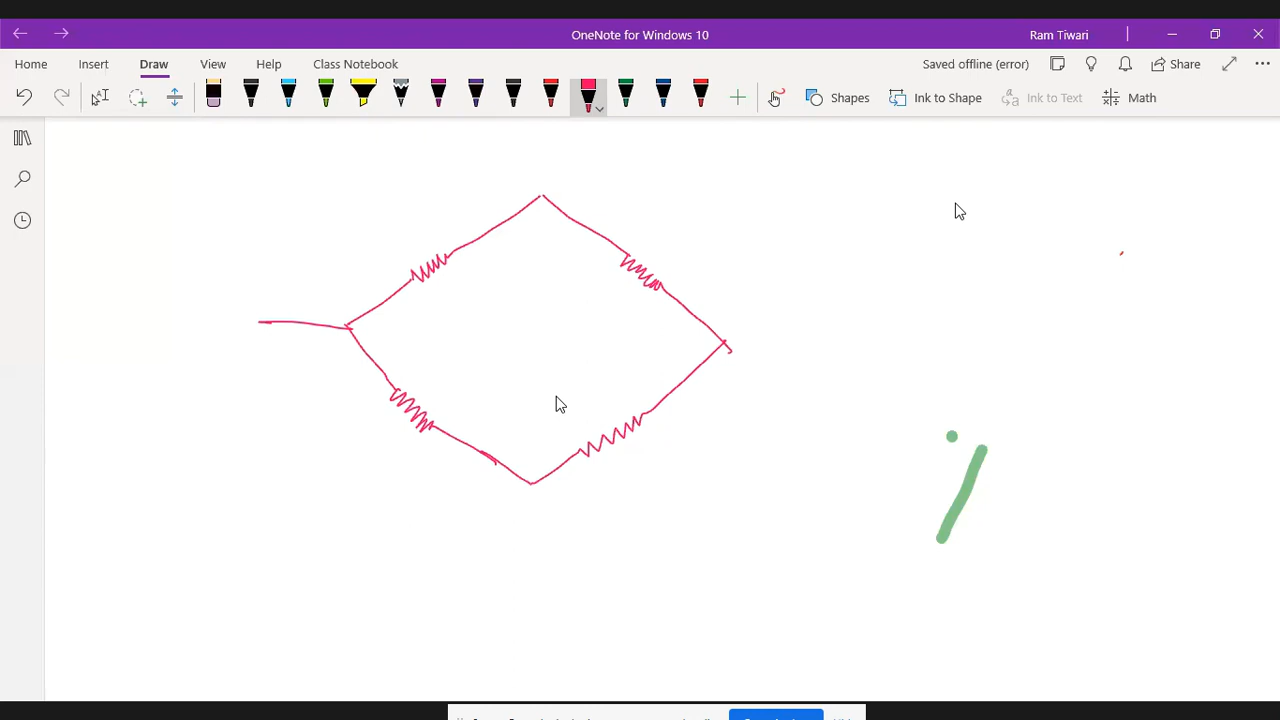 OneNote for Windows 10
Ram Tiwari
Home Insert Draw View Help Class Notebook
Saved offline (error) Share
Shapes Ink to Shape Ink to Text Math